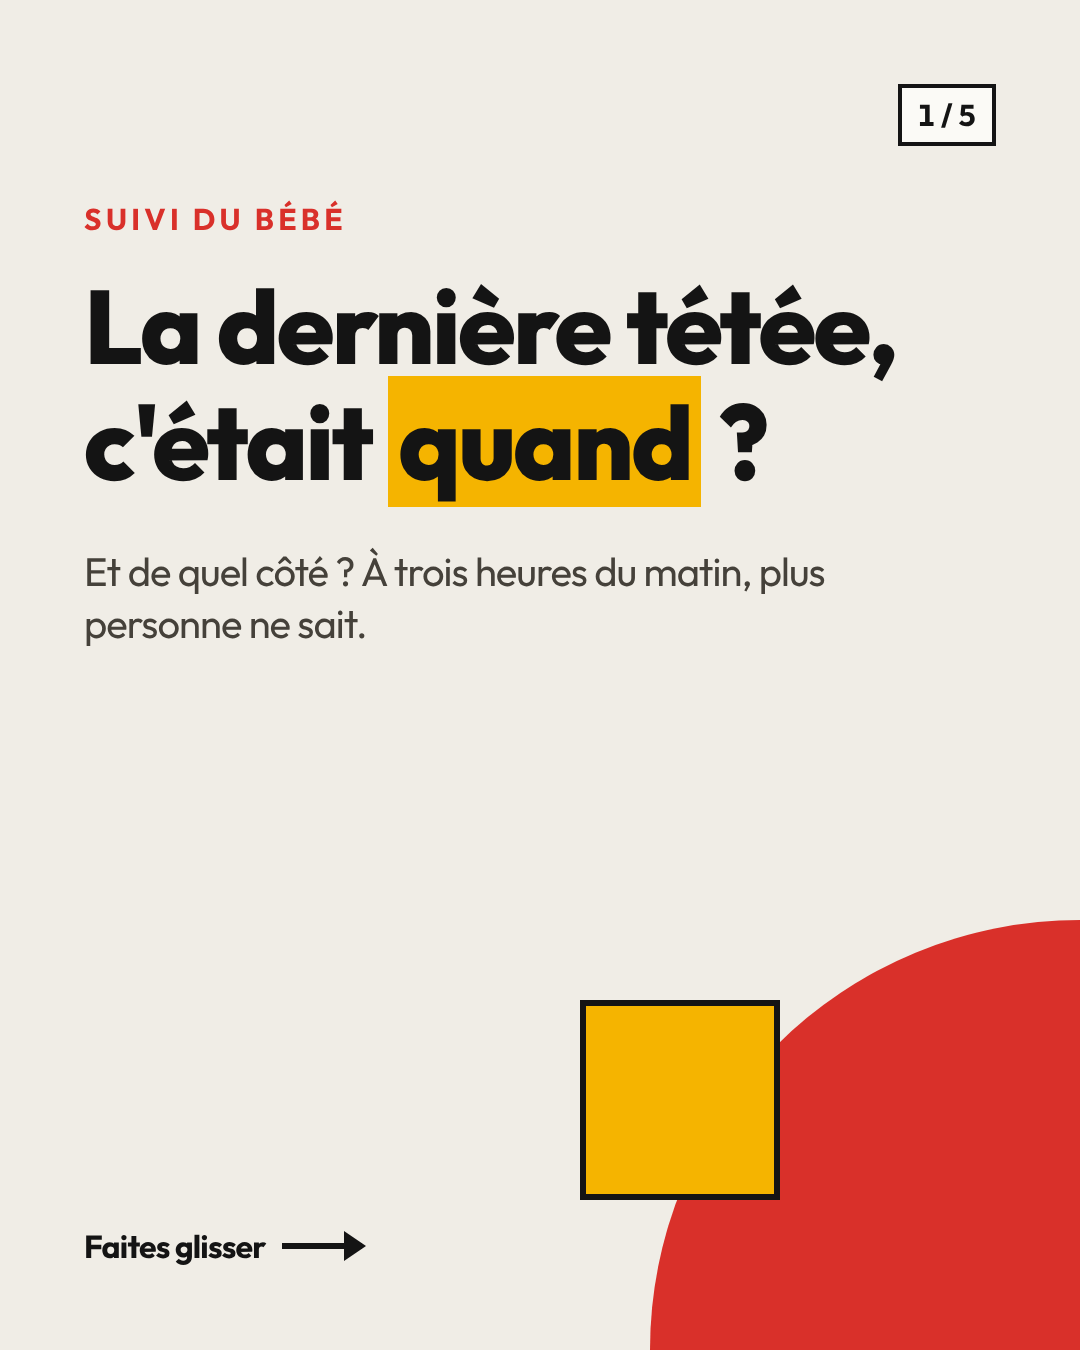 1 / 5
SUIVI DU BÉBÉ
La dernière tétée,
c'était quand ?
Et de quel côté ? À trois heures du matin, plus
personne ne sait.
Faites glisser